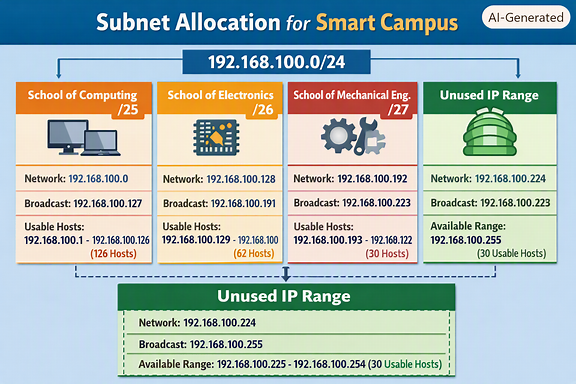 Subnet Allocation for Smart Campus
AI-Generated
192.168.100.0/24
School of Computing
/25
Network: 192.168.100.0
Broadcast: 192.168.100.127
Usable Hosts:
192.168.100.1 - 192.168.100.126
(126 Hosts)
School of Electronics
/26
Network: 192.168.100.128
Broadcast: 192.168.100.191
Usable Hosts:
192.168.100.129 - 192.168.100
(62 Hosts)
School of Mechanical Eng.
/27
Network: 192.168.100.192
Broadcast: 192.168.100.223
Usable Hosts:
192.168.100.193 - 192.168.122
(30 Hosts)
Unused IP Range
Network: 192.168.100.224
Broadcast: 192.168.100.223
Available Range:
192.168.100.255
(30 Usable Hosts)
Unused IP Range
Network: 192.168.100.224
Broadcast: 192.168.100.255
Available Range: 192.168.100.225 - 192.168.100.254 (30 Usable Hosts)